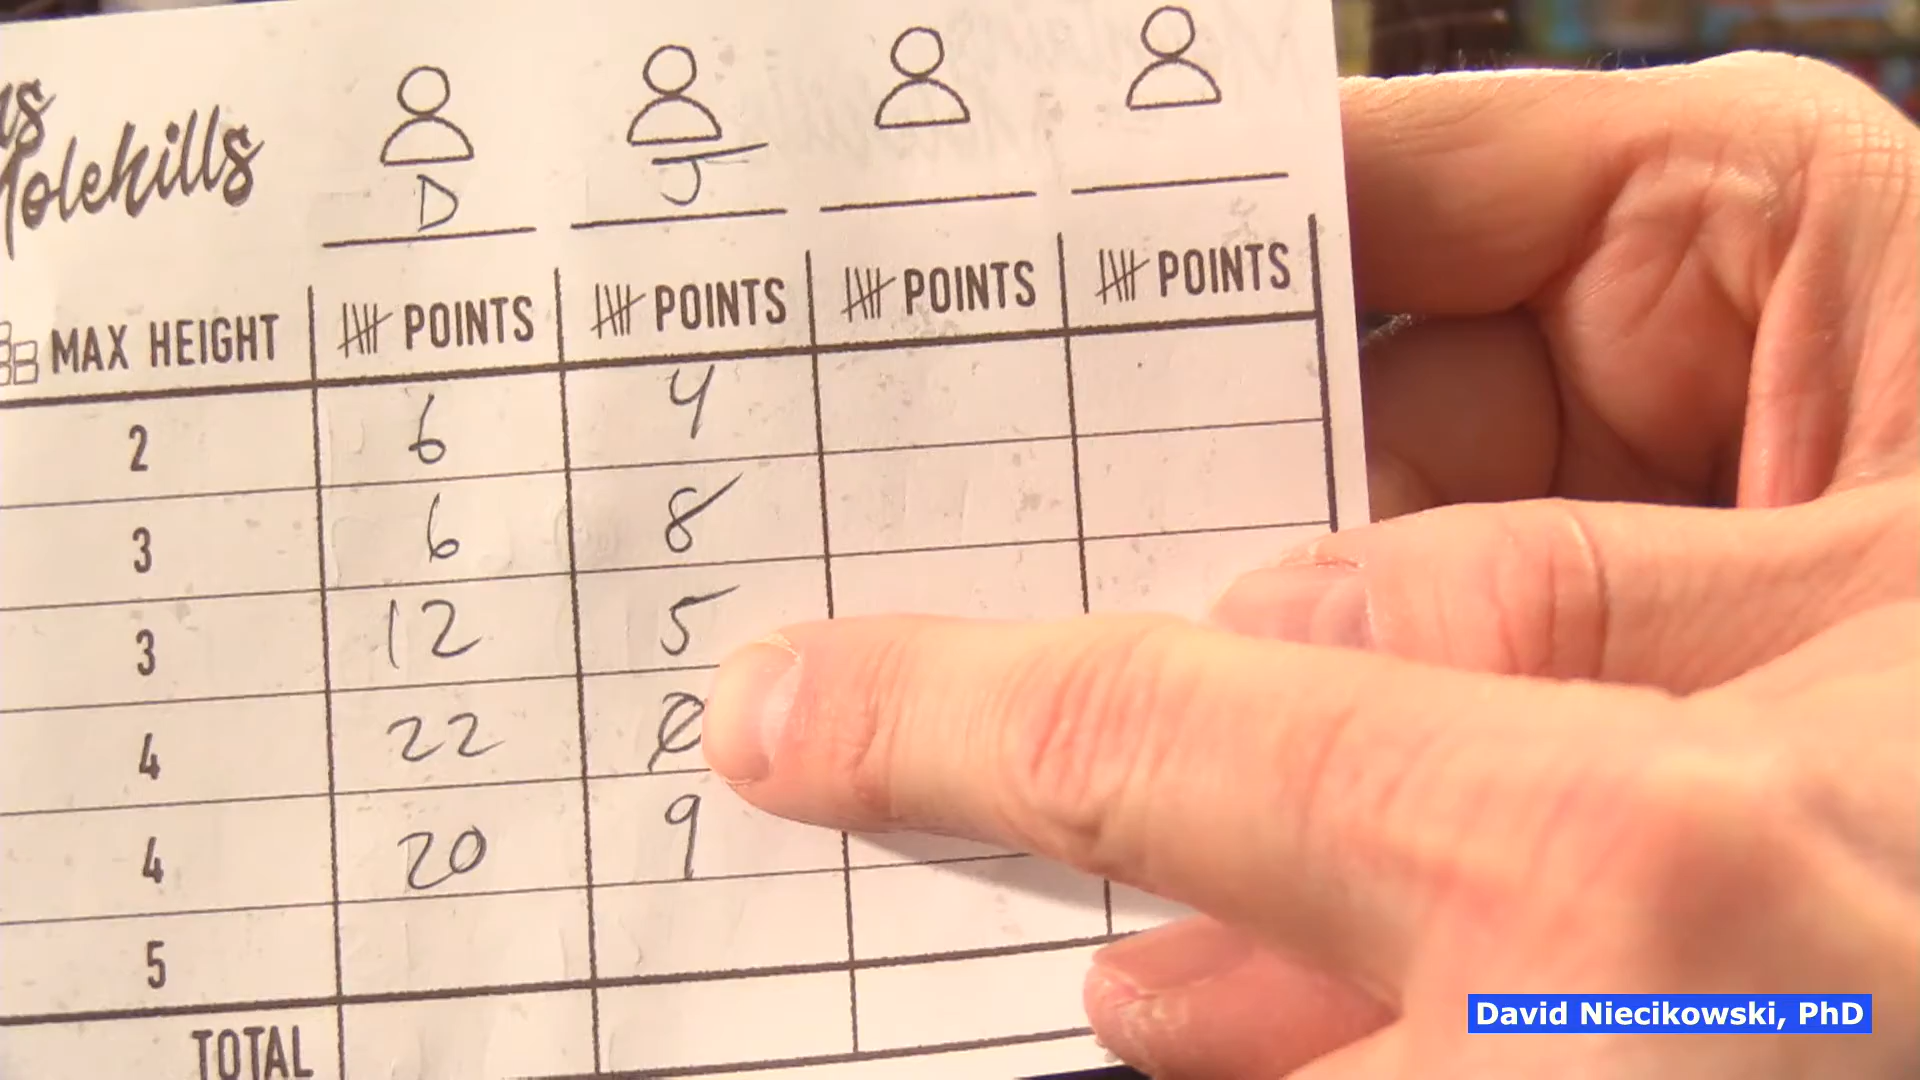 Molehills
D J
MAX HEIGHT POINTS POINTS POINTS POINTS
2 6 4
3 6 8
3 12 5
4 22 0
4 20 9
5
TOTAL
David Niecikowski, PhD